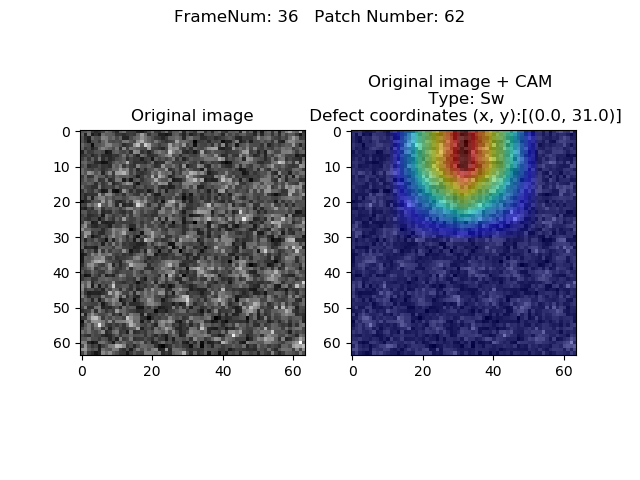 FrameNum: 36   Patch Number: 62
Original image
Original image + CAM
Type: Sw
Defect coordinates (x, y):[(0.0, 31.0)]
0
10
20
30
40
50
60
0 20 40 60
0
10
20
30
40
50
60
0 20 40 60